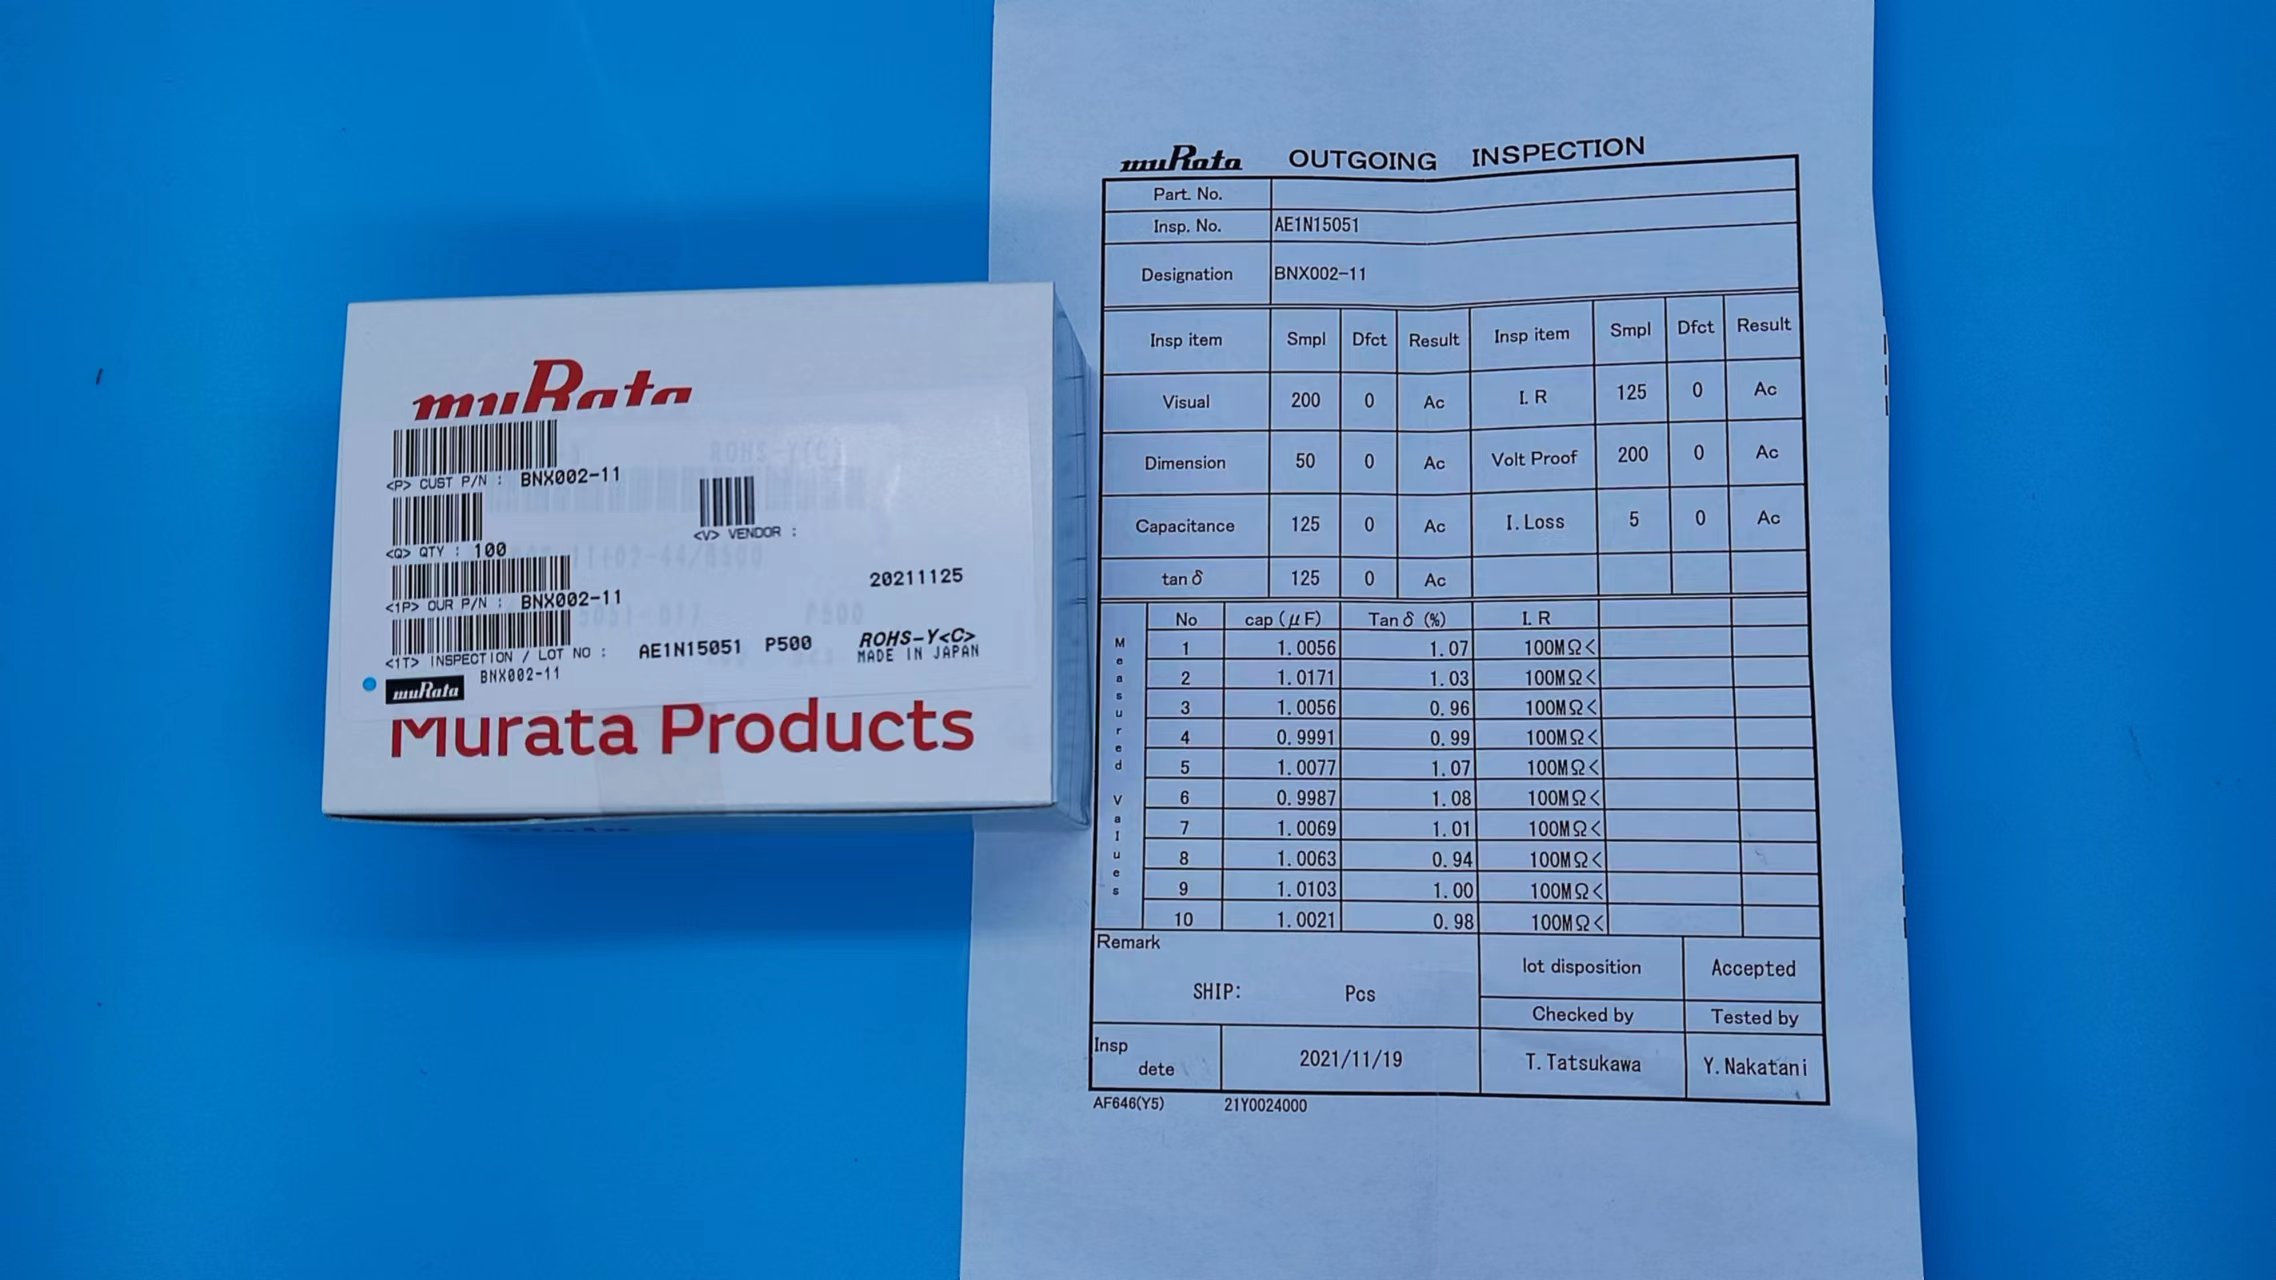 muRata
<P> CUST P/N : BNX002-11
<Q> QTY : 100
<V> VENDOR :
<1P> OUR P/N : BNX002-11
20211125
<1T> INSPECTION / LOT NO : AE1N15051 P500
ROHS-Y<C>
MADE IN JAPAN
muRata BNX002-11
Murata Products
muRata OUTGOING INSPECTION
Part. No.
Insp. No. AE1N15051
Designation BNX002-11
Insp item Smpl Dfct Result Insp item Smpl Dfct Result
Visual 200 0 Ac I. R 125 0 Ac
Dimension 50 0 Ac Volt Proof 200 0 Ac
Capacitance 125 0 Ac I. Loss 5 0 Ac
tan δ 125 0 Ac
Measured Values
No cap (μF) Tan δ (%) I. R
1 1.0056 1.07 100MΩ<
2 1.0171 1.03 100MΩ<
3 1.0056 0.96 100MΩ<
4 0.9991 0.99 100MΩ<
5 1.0077 1.07 100MΩ<
6 0.9987 1.08 100MΩ<
7 1.0069 1.01 100MΩ<
8 1.0063 0.94 100MΩ<
9 1.0103 1.00 100MΩ<
10 1.0021 0.98 100MΩ<
Remark
SHIP: Pcs
lot disposition Accepted
Checked by Tested by
Insp dete 2021/11/19 T. Tatsukawa Y. Nakatani
AF646(Y5) 21Y0024000